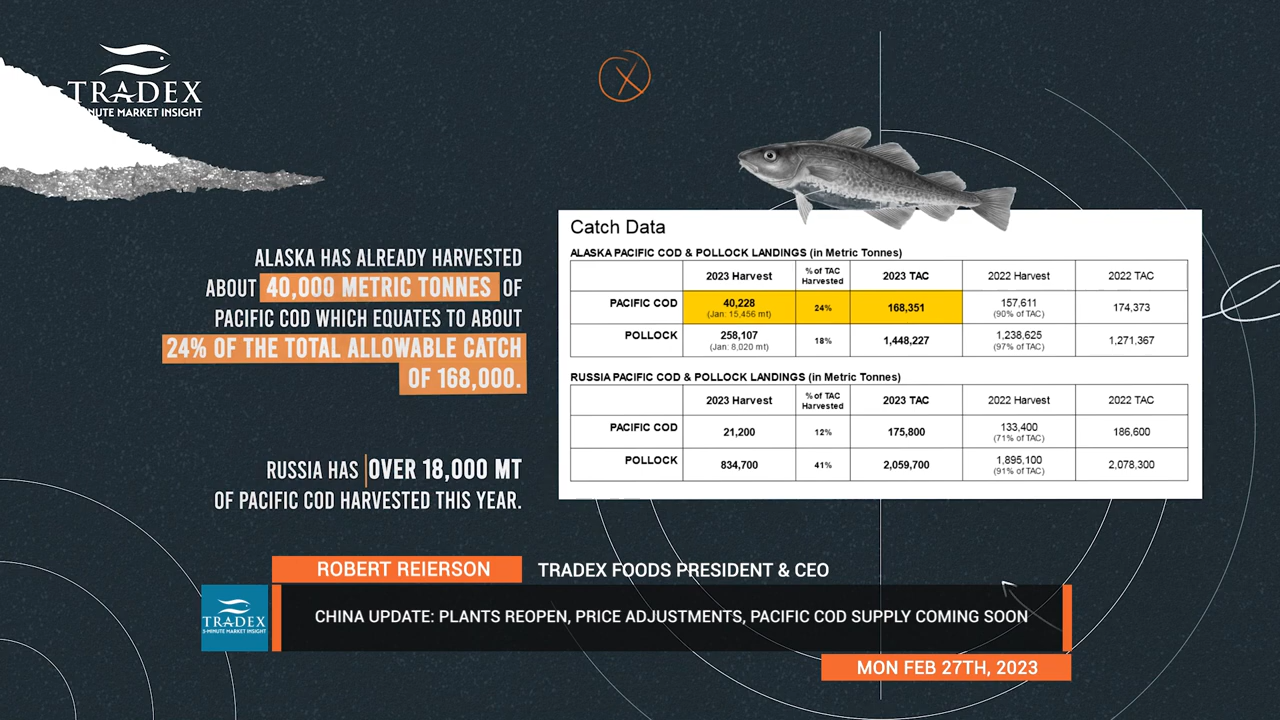 TRADEX
MINUTE MARKET INSIGHT
X
ALASKA HAS ALREADY HARVESTED
ABOUT 40,000 METRIC TONNES OF
PACIFIC COD WHICH EQUATES TO ABOUT
24% OF THE TOTAL ALLOWABLE CATCH
OF 168,000.
RUSSIA HAS OVER 18,000 MT
OF PACIFIC COD HARVESTED THIS YEAR.
Catch Data
ALASKA PACIFIC COD & POLLOCK LANDINGS (in Metric Tonnes)
2023 Harvest % of TAC Harvested 2023 TAC 2022 Harvest 2022 TAC
PACIFIC COD 40,228 (Jan: 15,456 mt) 24% 168,351 157,611 (90% of TAC) 174,373
POLLOCK 258,107 (Jan: 8,020 mt) 18% 1,448,227 1,238,625 (97% of TAC) 1,271,367
RUSSIA PACIFIC COD & POLLOCK LANDINGS (in Metric Tonnes)
2023 Harvest % of TAC Harvested 2023 TAC 2022 Harvest 2022 TAC
PACIFIC COD 21,200 12% 175,800 133,400 (71% of TAC) 186,600
POLLOCK 834,700 41% 2,059,700 1,895,100 (91% of TAC) 2,078,300
ROBERT REIERSON TRADEX FOODS PRESIDENT & CEO
TRADEX
3-MINUTE MARKET INSIGHT
CHINA UPDATE: PLANTS REOPEN, PRICE ADJUSTMENTS, PACIFIC COD SUPPLY COMING SOON
MON FEB 27TH, 2023